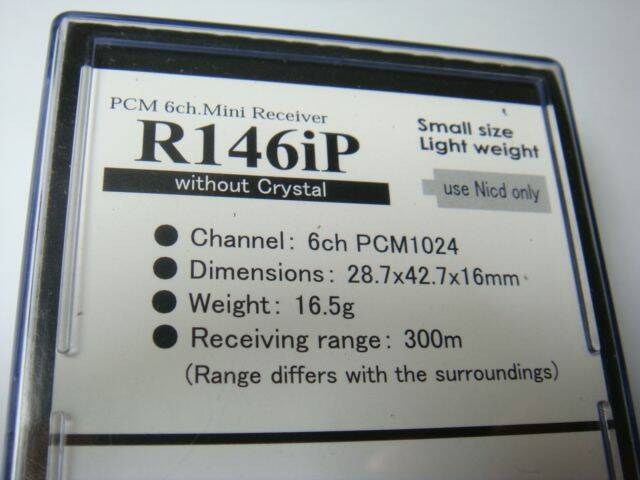 PCM 6ch.Mini Receiver
R146iP
without Crystal
Small size
Light weight
use Nicd only
● Channel: 6ch PCM1024
● Dimensions: 28.7x42.7x16mm
● Weight: 16.5g
● Receiving range: 300m
(Range differs with the surroundings)